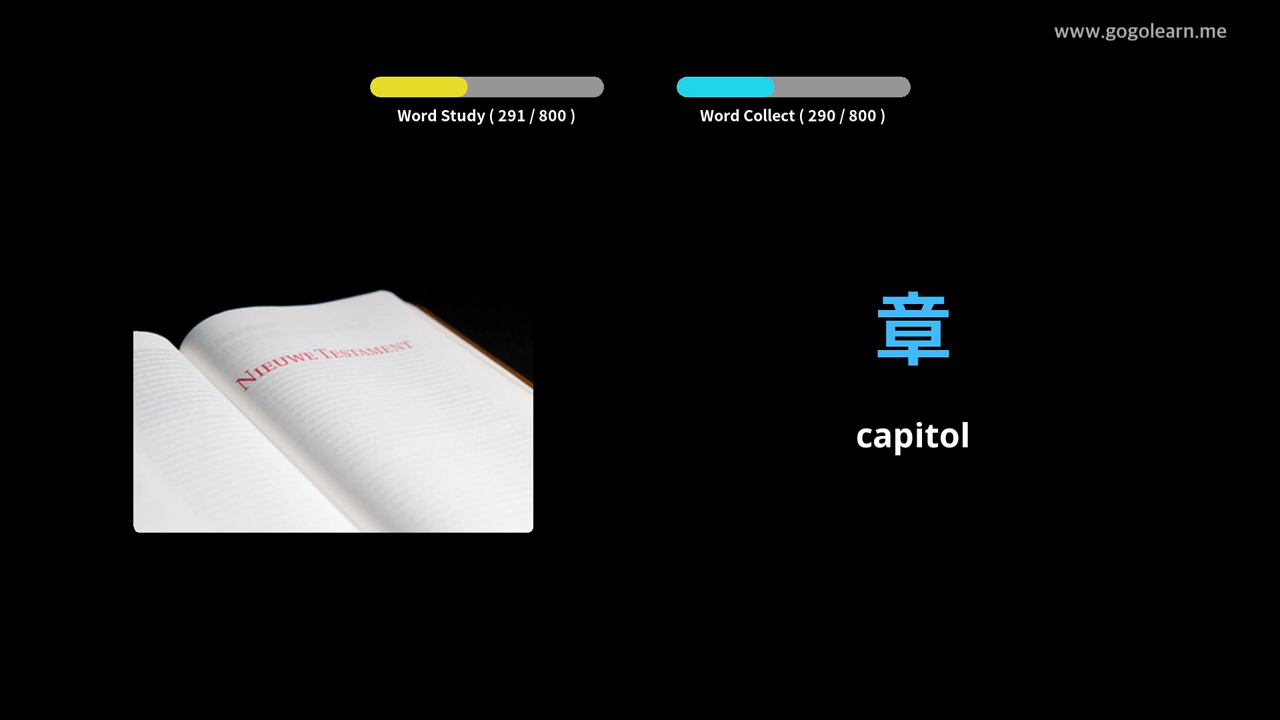 www.gogolearn.me
Word Study ( 291 / 800 )
Word Collect ( 290 / 800 )
NIEUWE TESTAMENT
章
capitol